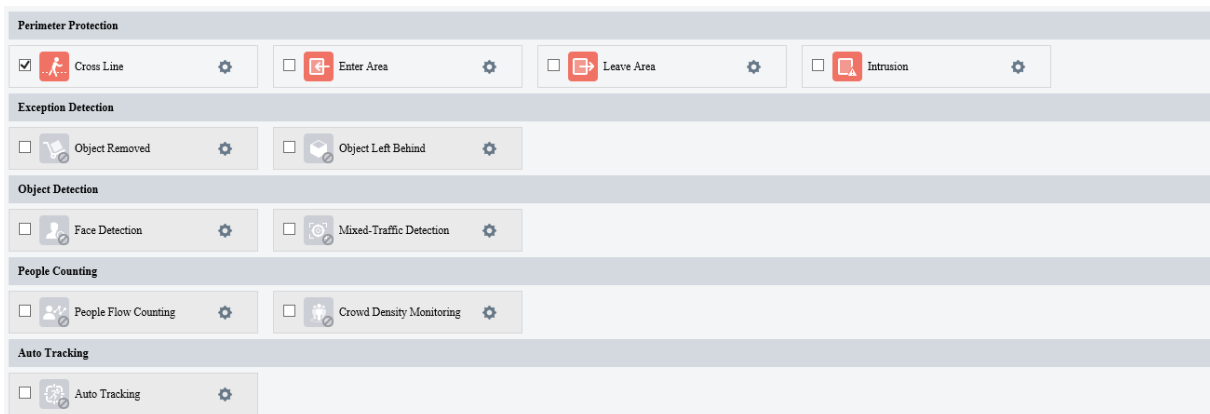 Perimeter Protection
Cross Line Enter Area Leave Area Intrusion
Exception Detection
Object Removed Object Left Behind
Object Detection
Face Detection Mixed-Traffic Detection
People Counting
People Flow Counting Crowd Density Monitoring
Auto Tracking
Auto Tracking